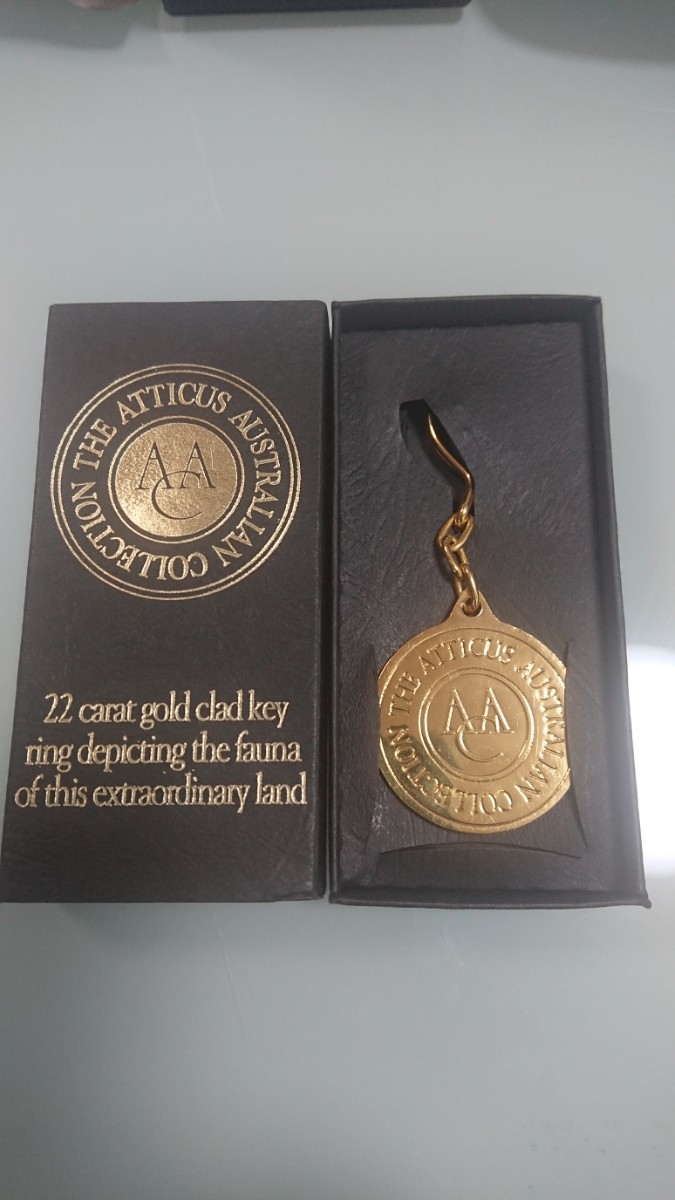 THE ATTICUS AUSTRALIAN COLLECTION
AAC
22 carat gold clad key
ring depicting the fauna
of this extraordinary land
THE ATTICUS AUSTRALIAN COLLECTION
AAC